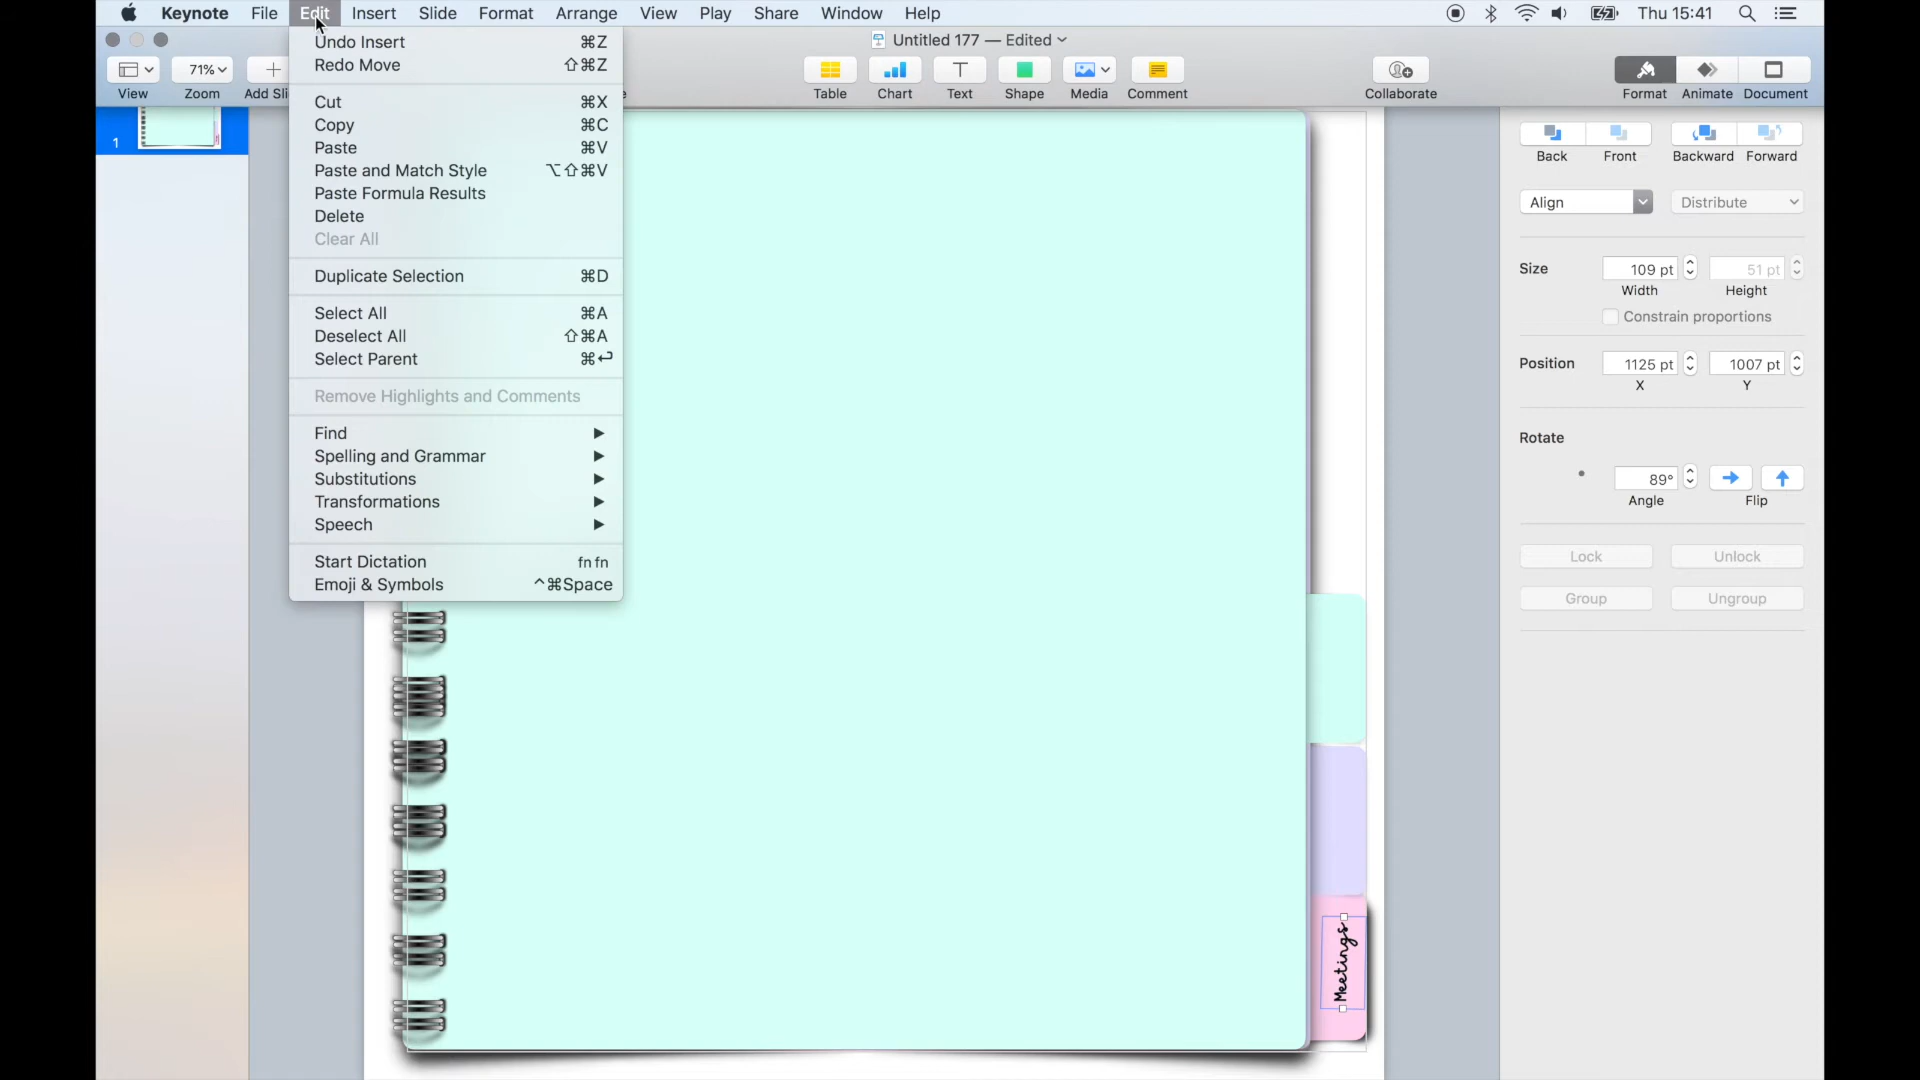 Keynote File Edit Insert Slide Format Arrange View Play Share Window Help Thu 15:41
Untitled 177 — Edited
71%
View Zoom Add Sli Table Chart Text Shape Media Comment Collaborate Format Animate Document
Undo Insert ⌘Z
Redo Move ⇧⌘Z
Cut ⌘X
Copy ⌘C
Paste ⌘V
Paste and Match Style ⌥⇧⌘V
Paste Formula Results
Delete
Clear All
Duplicate Selection ⌘D
Select All ⌘A
Deselect All ⇧⌘A
Select Parent ⌘↩
Remove Highlights and Comments
Find
Spelling and Grammar
Substitutions
Transformations
Speech
Start Dictation fn fn
Emoji & Symbols ^⌘Space
1
Meetings
Back Front Backward Forward
Align Distribute
Size 109 pt 51 pt
Width Height
Constrain proportions
Position 1125 pt 1007 pt
X Y
Rotate
89°
Angle Flip
Lock Unlock
Group Ungroup